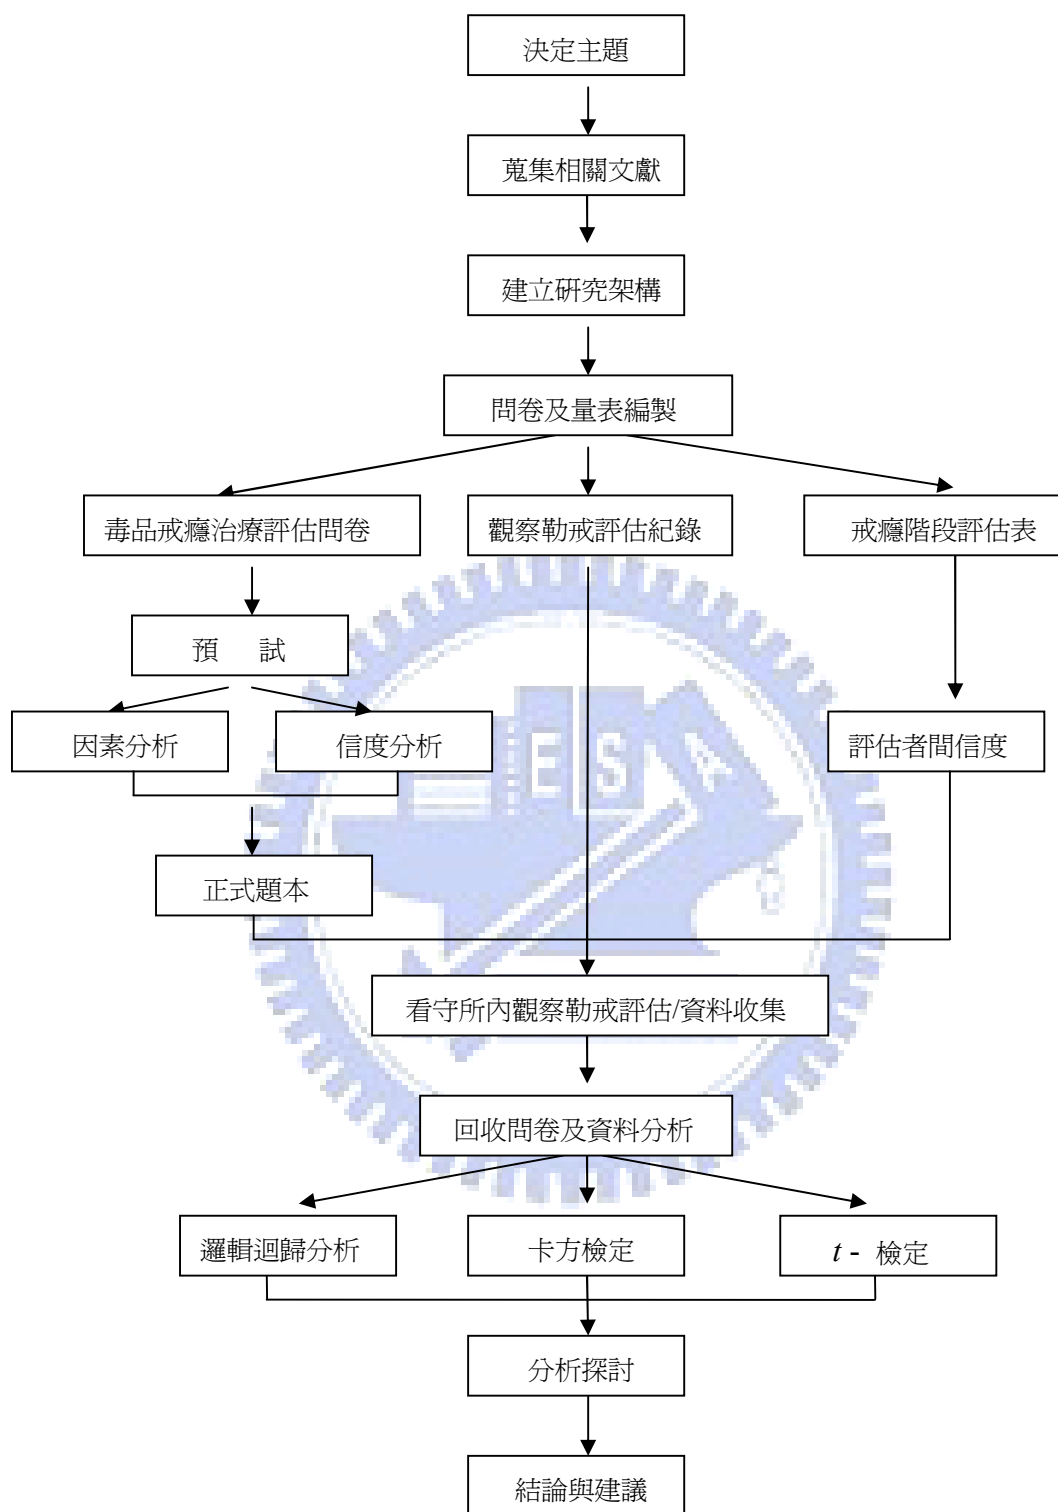 決定主題
蒐集相關文獻
建立研究架構
問卷及量表編製
毒品戒癮治療評估問卷
觀察勒戒評估紀錄
戒癮階段評估表
預 試
因素分析
信度分析
評估者間信度
正式題本
看守所內觀察勒戒評估/資料收集
回收問卷及資料分析
邏輯迴歸分析
卡方檢定
t - 檢定
分析探討
結論與建議
E S A